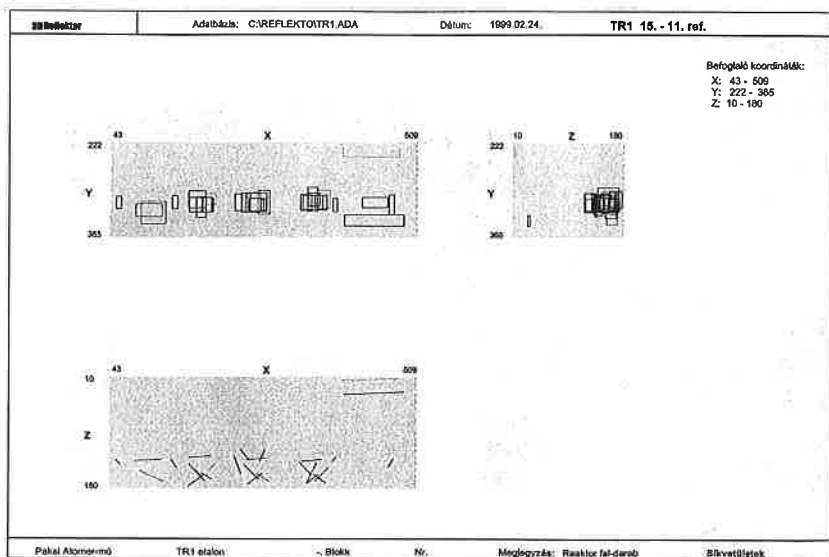 Adatbázis: C:\REFLEKTO\TR1.ADA Dátum: 1999.02.24. TR1 15. - 11. ref.
Befoglaló koordináták:
X: 43 - 509
Y: 222 - 365
Z: 10 - 180
43 X 509
222
Y
365
10 Z 180
222
Y
365
43 X 509
10
Z
180
Paksi Atomerömü TR1 etalon -. Blokk Nr. Megjegyzés: Reaktor fal-darab Síkvetületek